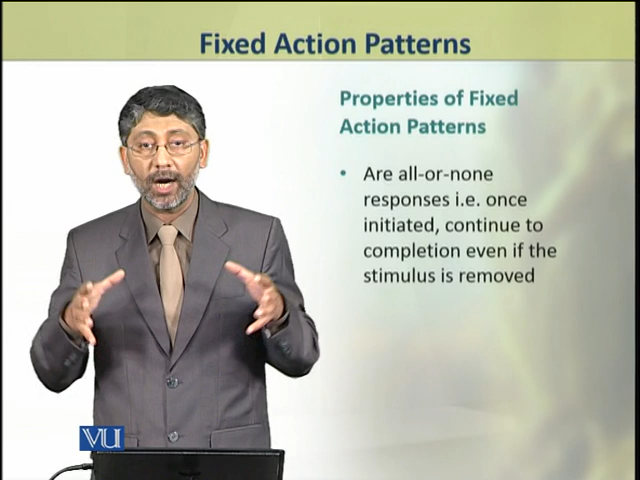 Fixed Action Patterns
Properties of Fixed
Action Patterns
• Are all-or-none
responses i.e. once
initiated, continue to
completion even if the
stimulus is removed
VU